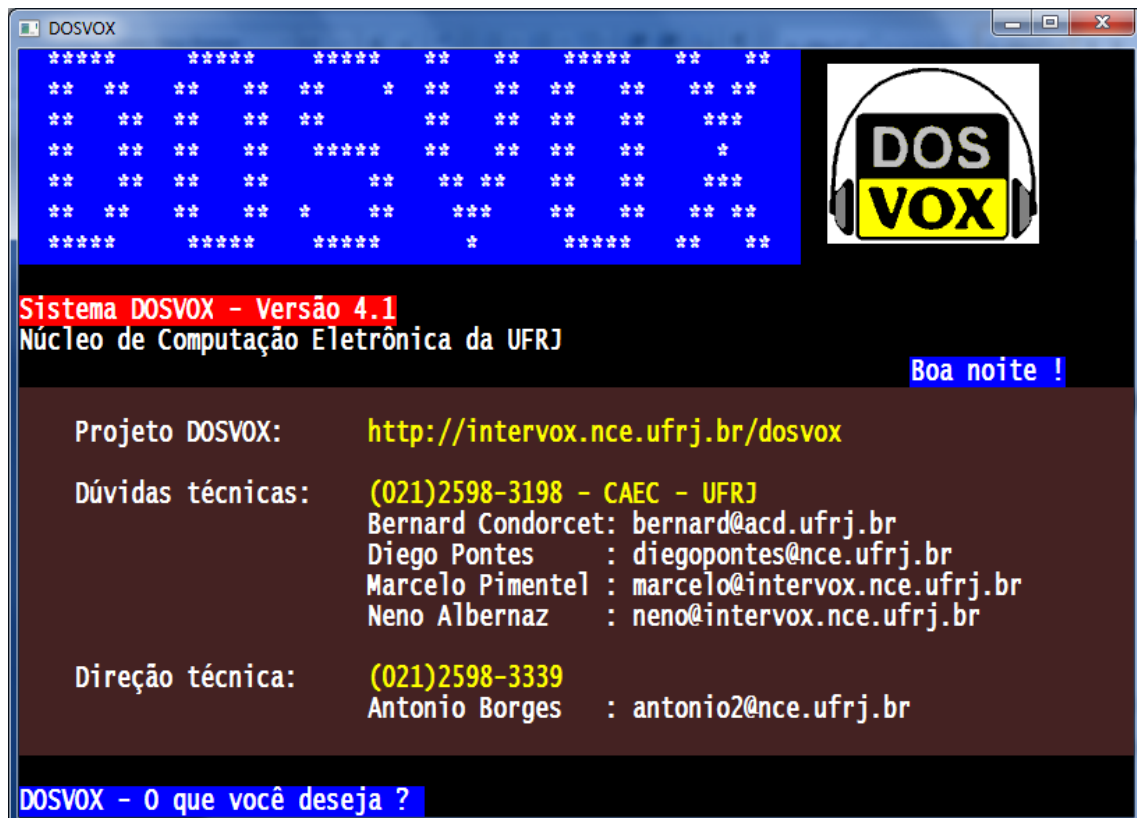 DOSVOX
DOSVOX
DOS
VOX
Sistema DOSVOX - Versão 4.1
Núcleo de Computação Eletrônica da UFRJ
Boa noite !
Projeto DOSVOX: http://intervox.nce.ufrj.br/dosvox
Dúvidas técnicas: (021)2598-3198 - CAEC - UFRJ
Bernard Condorcet: bernard@acd.ufrj.br
Diego Pontes : diegopontes@nce.ufrj.br
Marcelo Pimentel : marcelo@intervox.nce.ufrj.br
Neno Albernaz : neno@intervox.nce.ufrj.br
Direção técnica: (021)2598-3339
Antonio Borges : antonio2@nce.ufrj.br
DOSVOX - O que você deseja ?